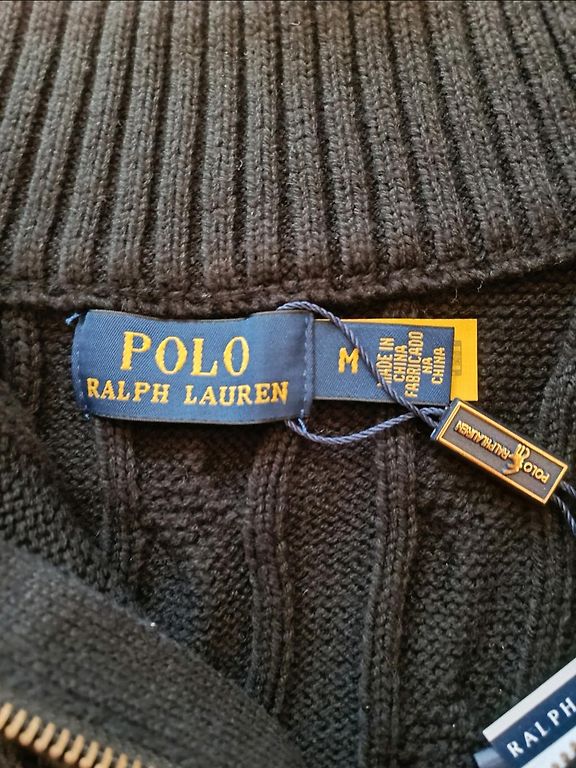 POLO
RALPH LAUREN
M
MADE IN
CHINA
FABRICADO
NA
CHINA
POLO
RALPH LAUREN
RALPH